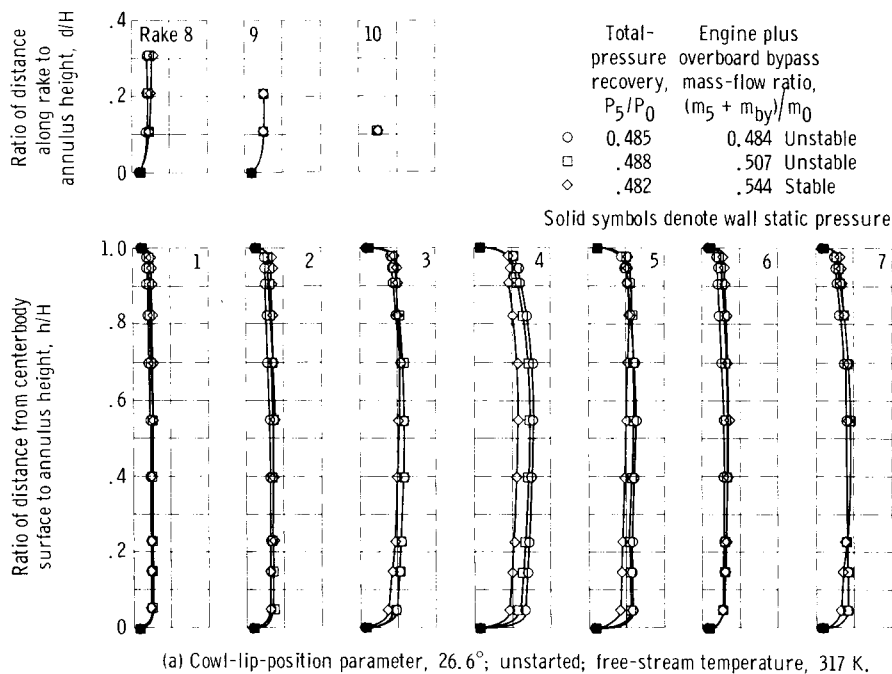 .4
.2
0
Ratio of distance
along rake to
annulus height, d/H
Rake 8
9
10
Total-
pressure
recovery,
P5/P0
Engine plus
overboard bypass
mass-flow ratio,
(m5 + mby)/m0
○ 0.485 0.484 Unstable
□ .488 .507 Unstable
◇ .482 .544 Stable
Solid symbols denote wall static pressure
1.0
.8
.6
.4
.2
0
Ratio of distance from centerbody
surface to annulus height, h/H
1
2
3
4
5
6
7
(a) Cowl-lip-position parameter, 26.6°; unstarted; free-stream temperature, 317 K.